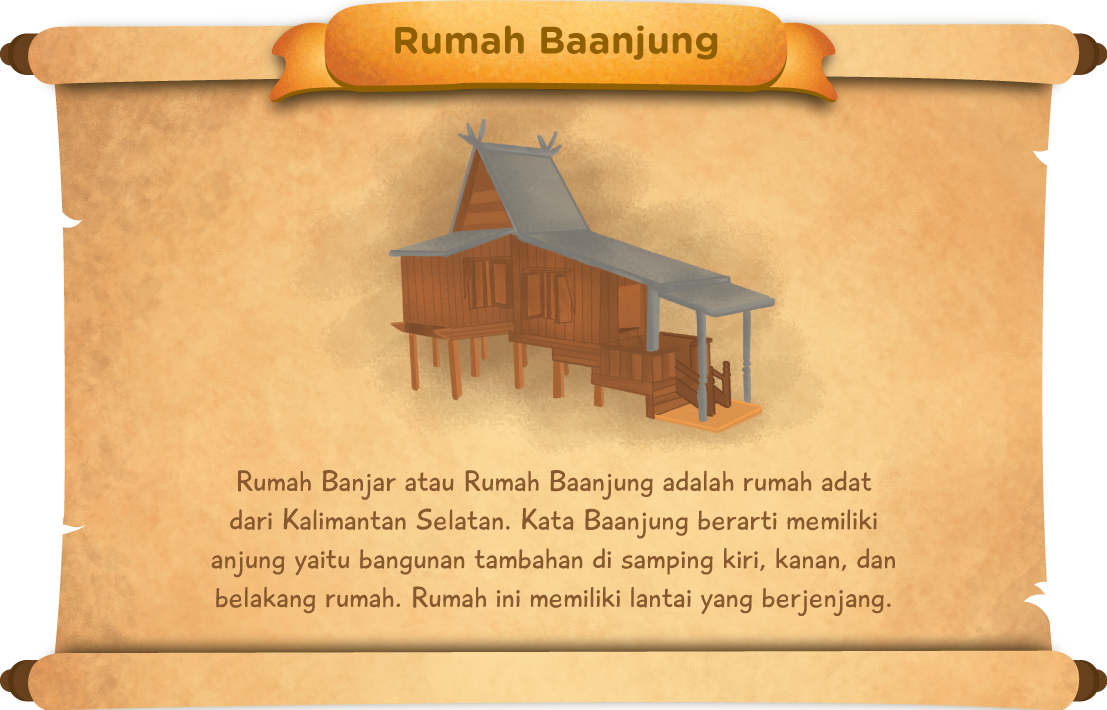 Rumah Baanjung
Rumah Banjar atau Rumah Baanjung adalah rumah adat
dari Kalimantan Selatan. Kata Baanjung berarti memiliki
anjung yaitu bangunan tambahan di samping kiri, kanan, dan
belakang rumah. Rumah ini memiliki lantai yang berjenjang.